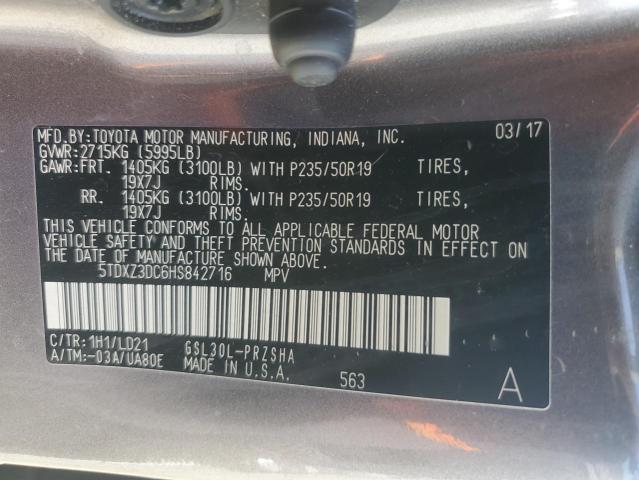 MFD.BY:TOYOTA MOTOR MANUFACTURING, INDIANA, INC. 03/17
GVWR:2715KG (5995LB)
GAWR:FRT. 1405KG (3100LB) WITH P235/50R19 TIRES,
19X7J RIMS.
RR. 1405KG (3100LB) WITH P235/50R19 TIRES,
19X7J RIMS.
THIS VEHICLE CONFORMS TO ALL APPLICABLE FEDERAL MOTOR
VEHICLE SAFETY AND THEFT PREVENTION STANDARDS IN EFFECT ON
THE DATE OF MANUFACTURE SHOWN ABOVE.
5TDXZ3DC6HS842716 MPV
C/TR: 1H1/LD21 GSL30L-PRZSHA
A/TM:-03A/UA80E MADE IN U.S.A. 563 A